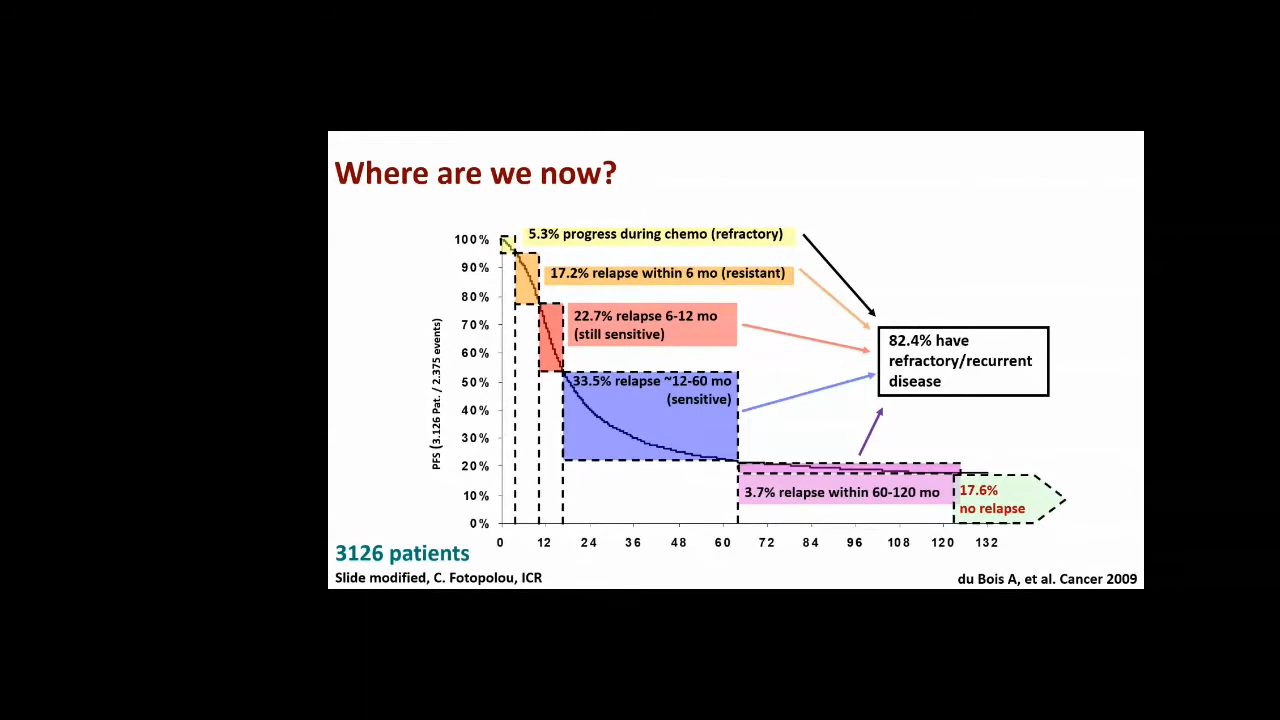 Where are we now?
5.3% progress during chemo (refractory)
17.2% relapse within 6 mo (resistant)
22.7% relapse 6-12 mo
(still sensitive)
33.5% relapse ~12-60 mo
(sensitive)
3.7% relapse within 60-120 mo
17.6%
no relapse
82.4% have
refractory/recurrent
disease
PFS (3.126 Pat. / 2.375 events)
100%
90%
80%
70%
60%
50%
40%
30%
20%
10%
0%
0 12 24 36 48 60 72 84 96 108 120 132
3126 patients
Slide modified, C. Fotopolou, ICR
du Bois A, et al. Cancer 2009